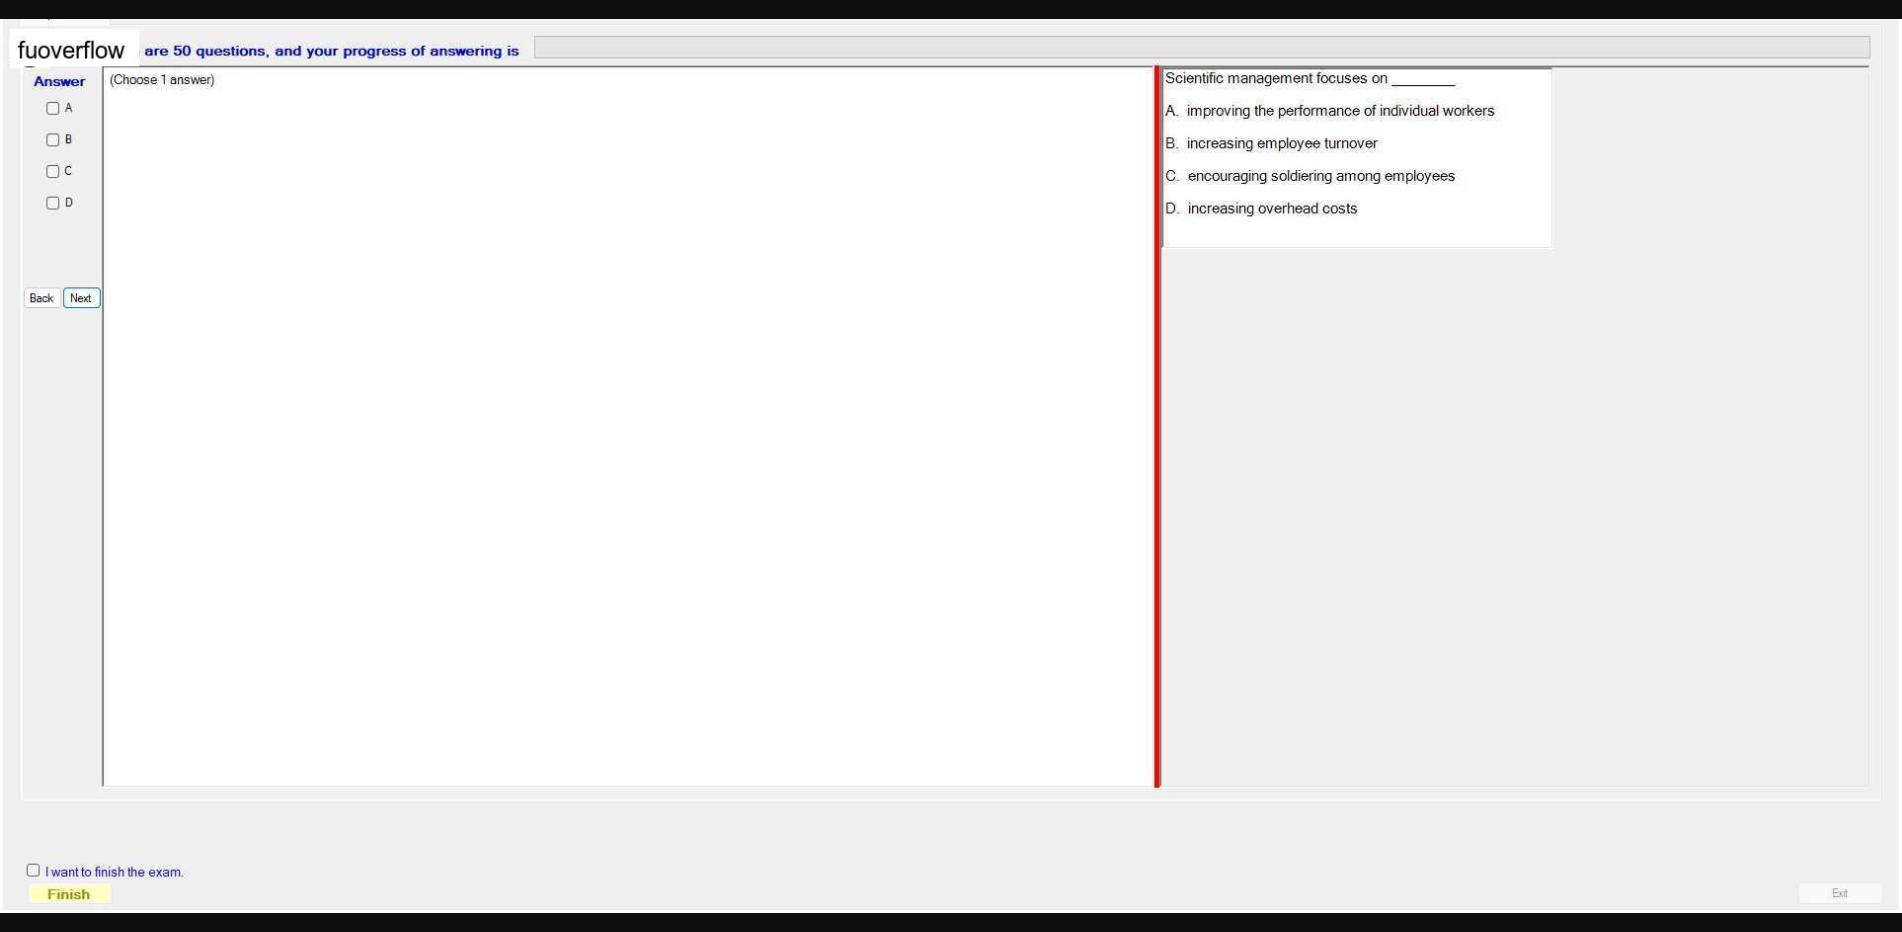 fuoverflow are 50 questions, and your progress of answering is
Answer
(Choose 1 answer)
A
B
C
D
Back Next
Scientific management focuses on ________
A. improving the performance of individual workers
B. increasing employee turnover
C. encouraging soldiering among employees
D. increasing overhead costs
I want to finish the exam.
Finish
Exit